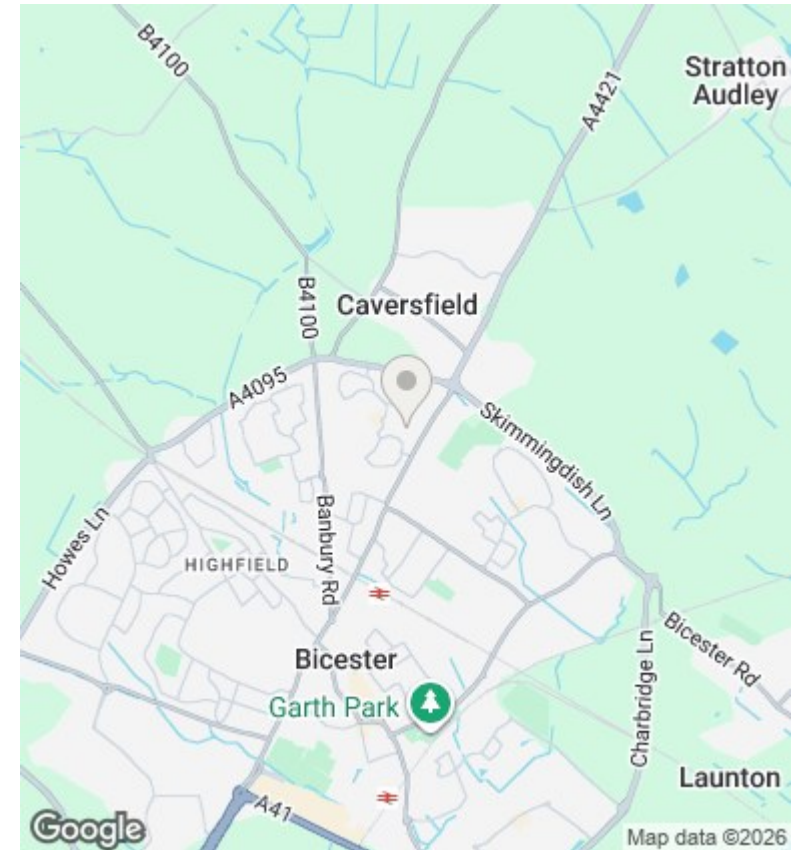 B4100
A4421
Stratton
Audley
Caversfield
B4100
A4095
Skimmingdish Ln
Howes Ln
Banbury Rd
HIGHFIELD
Bicester
Bicester Rd
Garth Park
Charbridge Ln
Launton
A41
Google
Map data ©2026